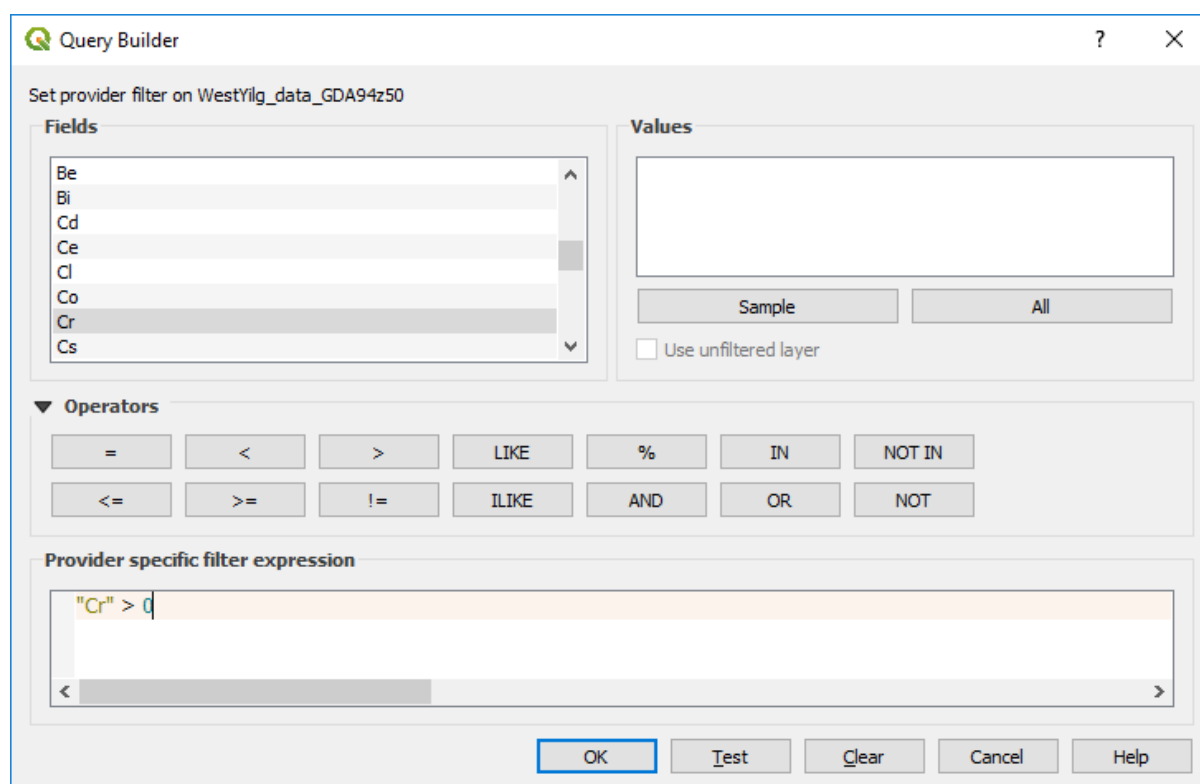 Query Builder
?
Set provider filter on WestYilg_data_GDA94z50
Fields
Be
Bi
Cd
Ce
Cl
Co
Cr
Cs
Values
Sample All
Use unfiltered layer
Operators
= < > LIKE % IN NOT IN
<= >= != ILIKE AND OR NOT
Provider specific filter expression
"Cr" > 0
OK Test Clear Cancel Help